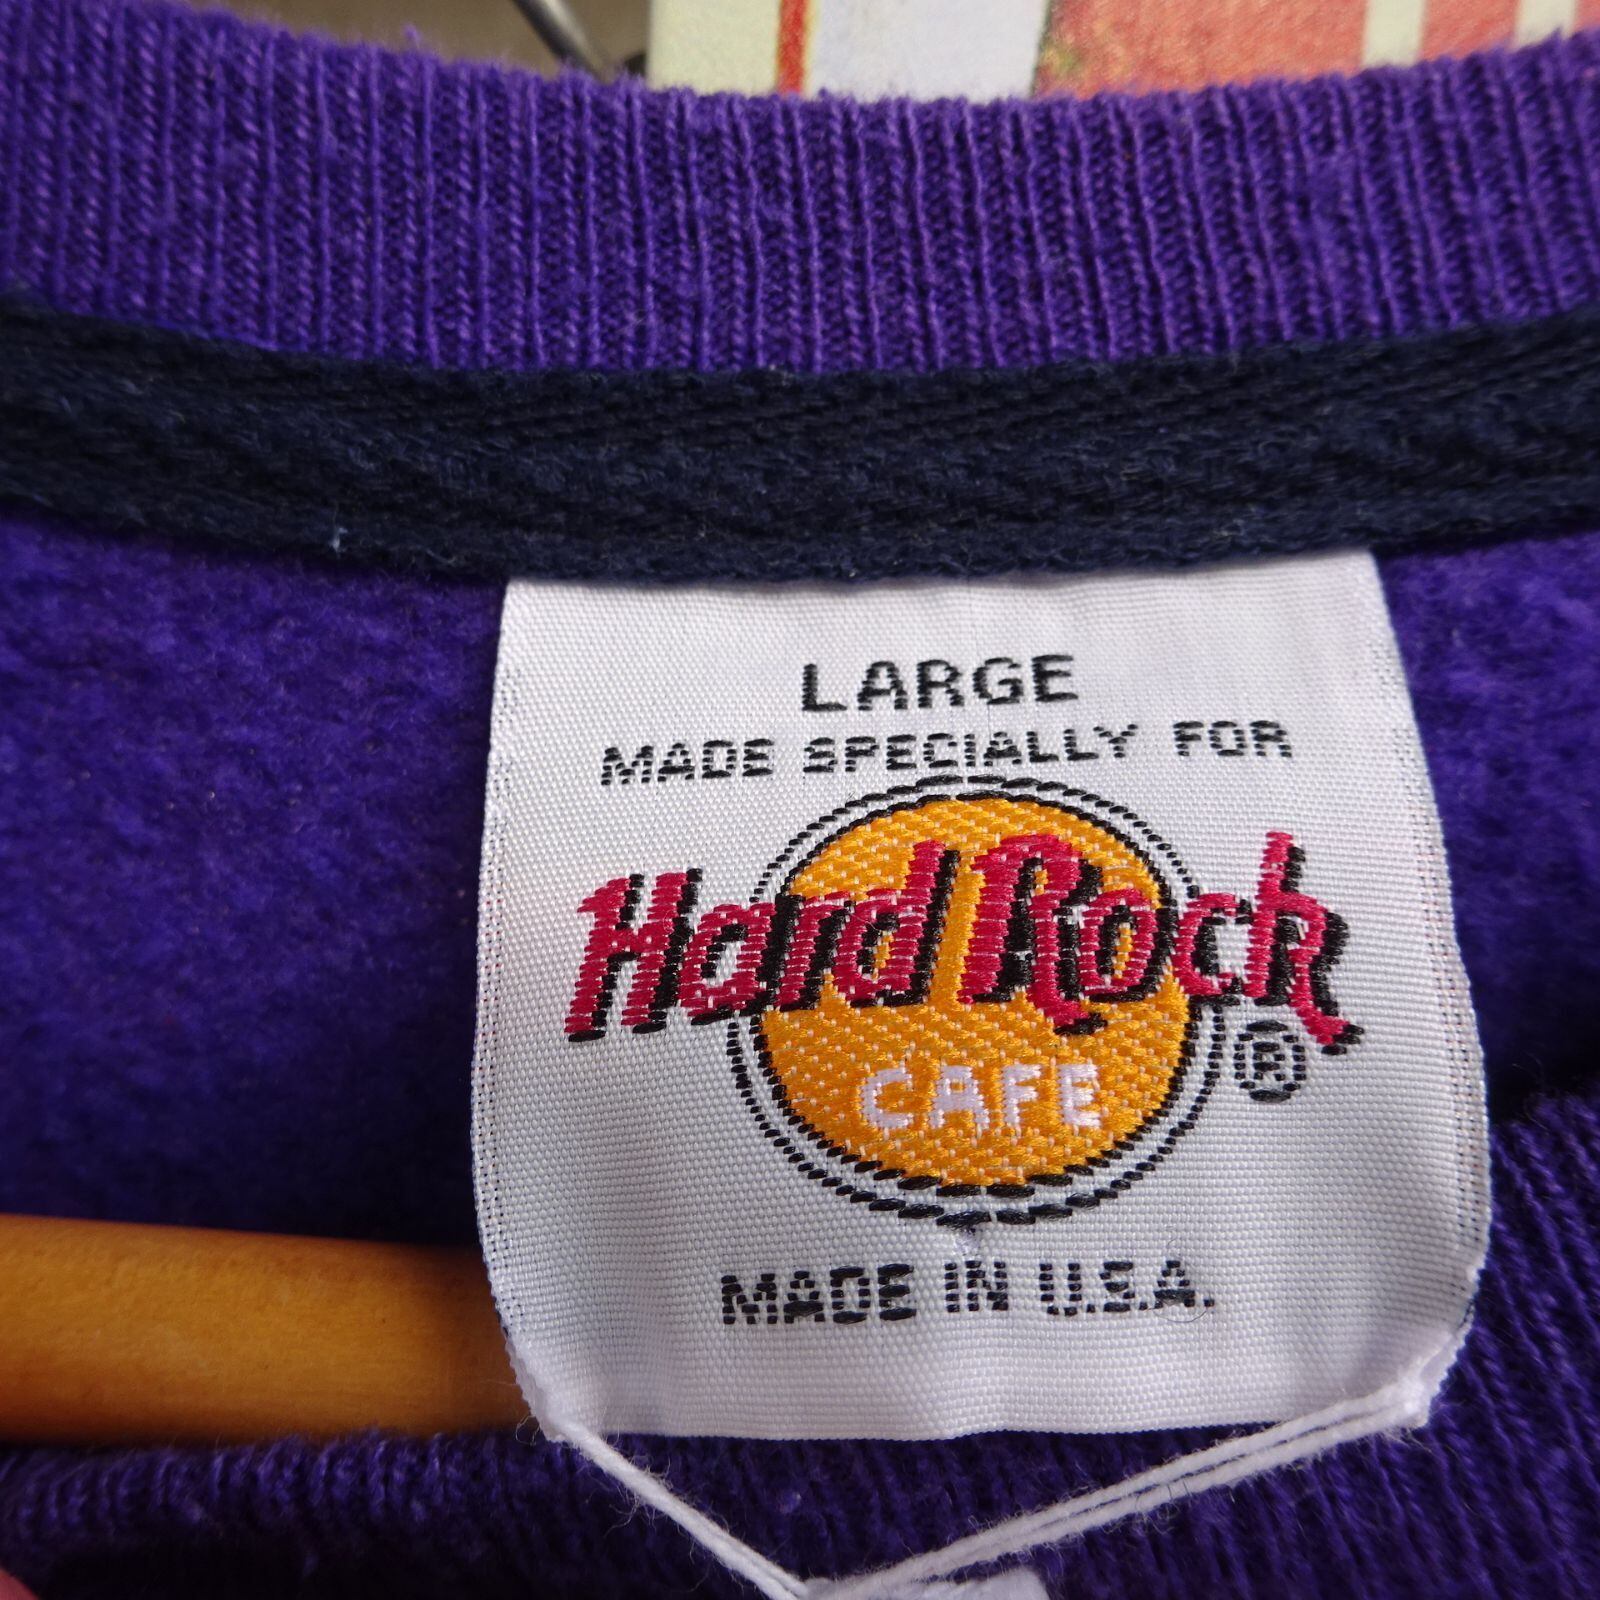 LARGE
MADE SPECIALLY FOR
Hard Rock
CAFE ®
MADE IN U.S.A.